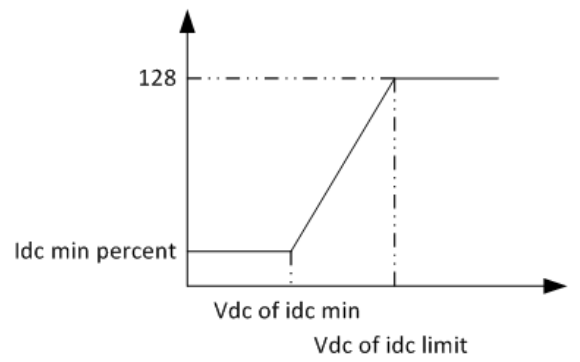 128
Idc min percent
Vdc of idc min
Vdc of idc limit